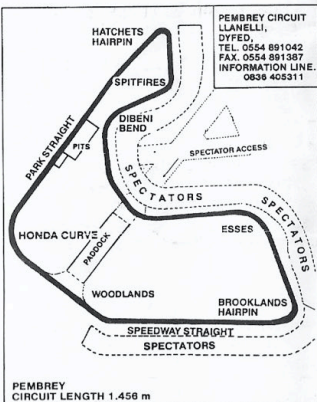 PEMBREY CIRCUIT
LLANELLI,
DYFED,
TEL. 0554 891042
FAX. 0554 891387
INFORMATION LINE.
0836 405311
HATCHETS
HAIRPIN
SPITFIRES
DIBENI
BEND
PARK STRAIGHT
PITS
SPECTATOR ACCESS
SPECTATORS
SPECTATORS
HONDA CURVE
PADDOCK
ESSES
WOODLANDS
BROOKLANDS
HAIRPIN
SPEEDWAY STRAIGHT
SPECTATORS
PEMBREY
CIRCUIT LENGTH 1.456 m